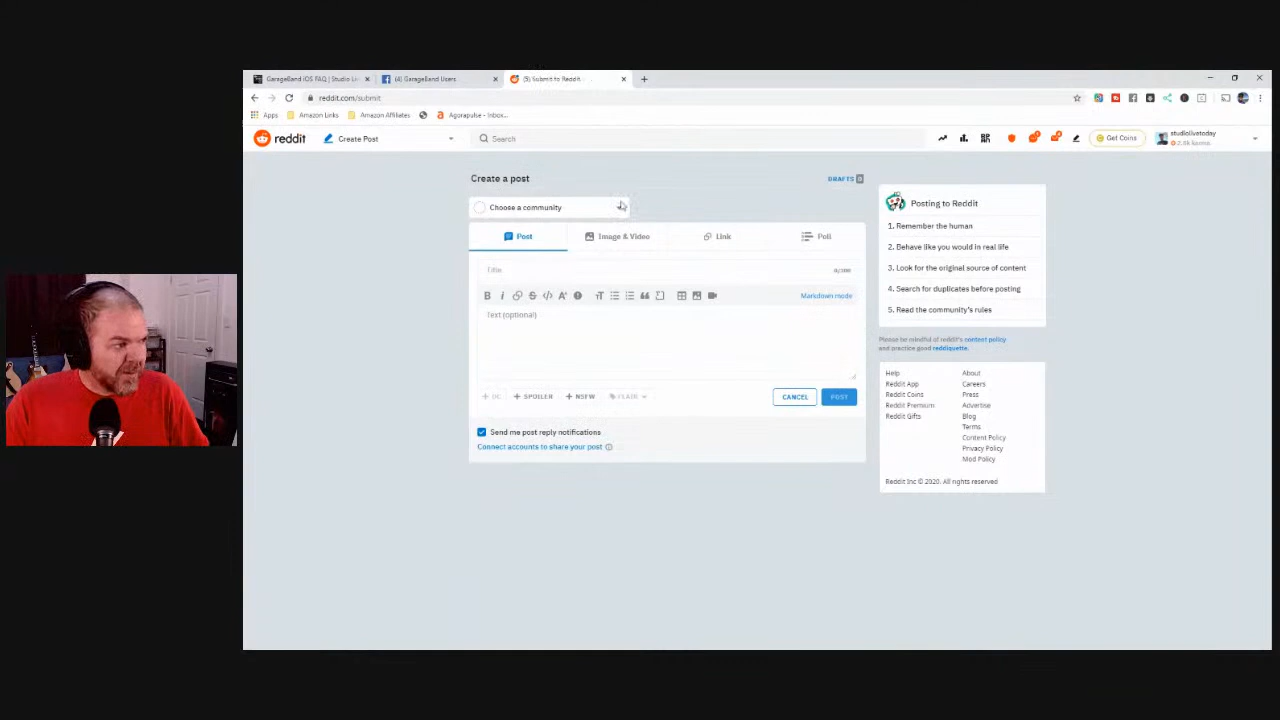 GarageBand iOS FAQ | Studio Li
(4) GarageBand Users
(5) Submit to Reddit
reddit.com/submit
Apps
Amazon Links
Amazon Affiliates
Agorapulse - Inbox...
reddit
Create Post
Search
Get Coins
studiolivetoday
2.8k karma
Create a post
DRAFTS 0
Choose a community
Post
Image & Video
Link
Poll
Title
0/300
Markdown mode
Text (optional)
+ OC
+ SPOILER
+ NSFW
FLAIR
CANCEL
POST
Send me post reply notifications
Connect accounts to share your post
Posting to Reddit
1. Remember the human
2. Behave like you would in real life
3. Look for the original source of content
4. Search for duplicates before posting
5. Read the community's rules
Please be mindful of reddit's content policy
and practice good reddiquette.
Help
Reddit App
Reddit Coins
Reddit Premium
Reddit Gifts
About
Careers
Press
Advertise
Blog
Terms
Content Policy
Privacy Policy
Mod Policy
Reddit Inc © 2020. All rights reserved